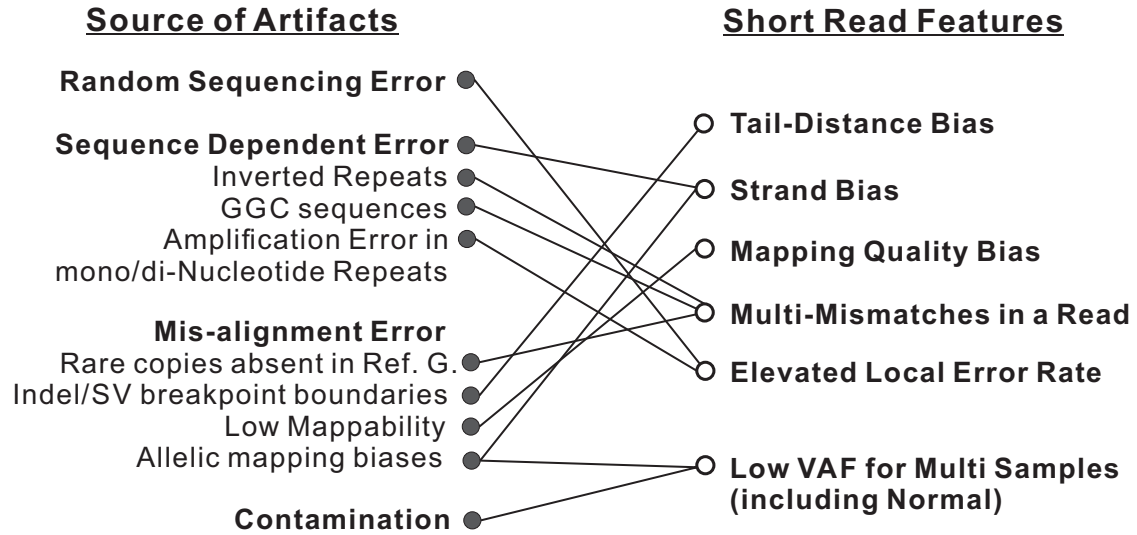 Source of Artifacts
Random Sequencing Error
Sequence Dependent Error
Inverted Repeats
GGC sequences
Amplification Error in
mono/di-Nucleotide Repeats
Mis-alignment Error
Rare copies absent in Ref. G.
Indel/SV breakpoint boundaries
Low Mappability
Allelic mapping biases
Contamination
Short Read Features
Tail-Distance Bias
Strand Bias
Mapping Quality Bias
Multi-Mismatches in a Read
Elevated Local Error Rate
Low VAF for Multi Samples
(including Normal)